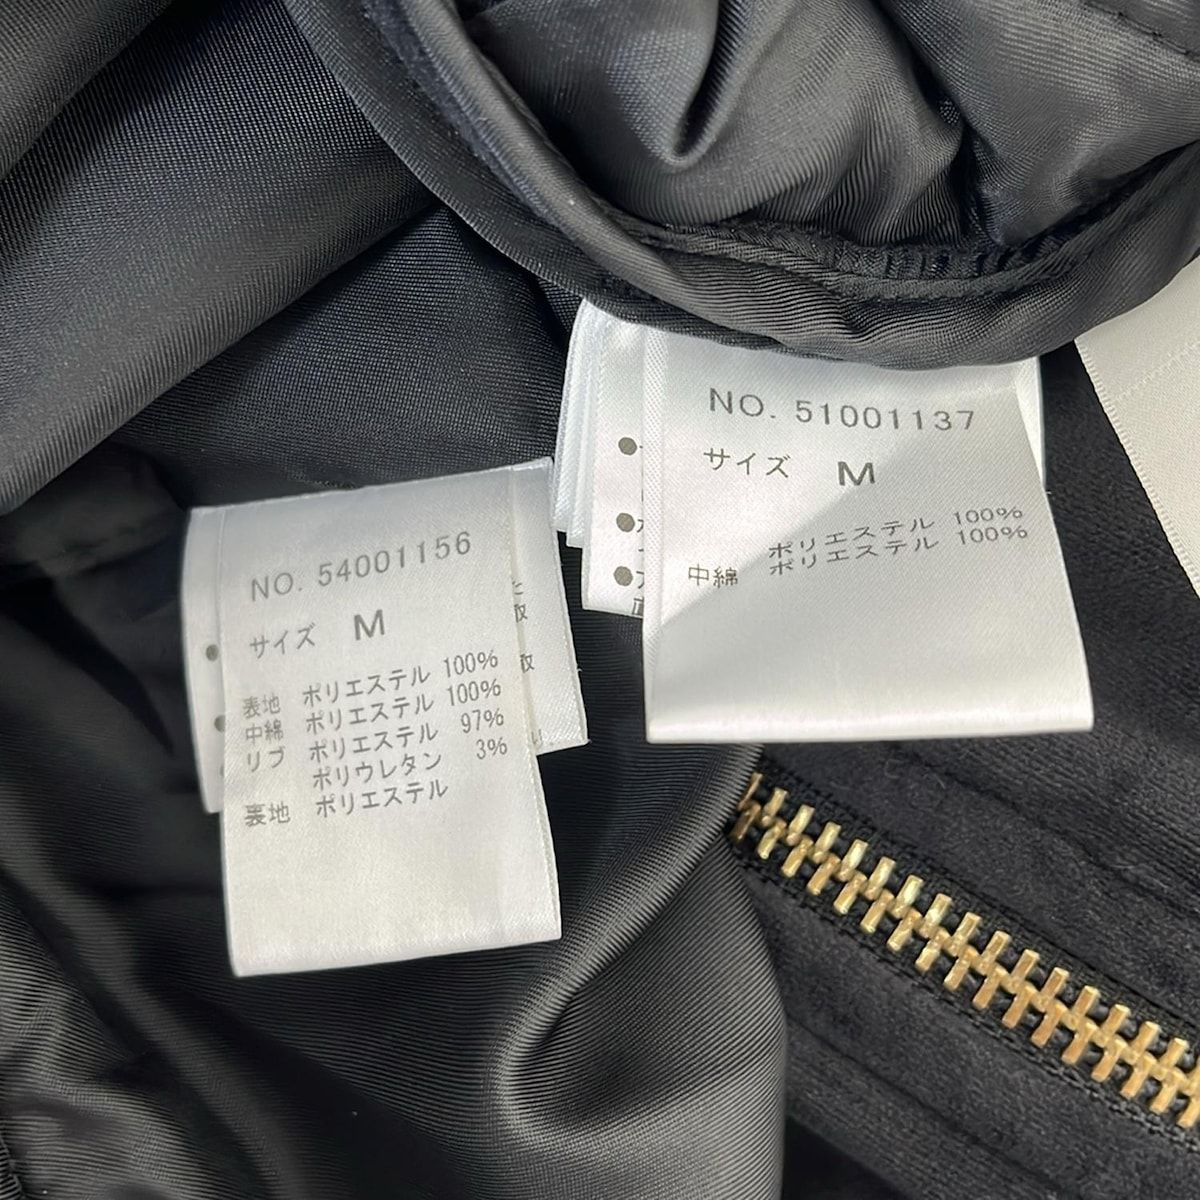 NO. 54001156
サイズ M
表地 ポリエステル 100%
中綿 ポリエステル 100%
リブ ポリエステル 97%
ポリウレタン 3%
裏地 ポリエステル
取
取
NO. 51001137
サイズ M
ポリエステル 100%
中綿 ポリエステル 100%